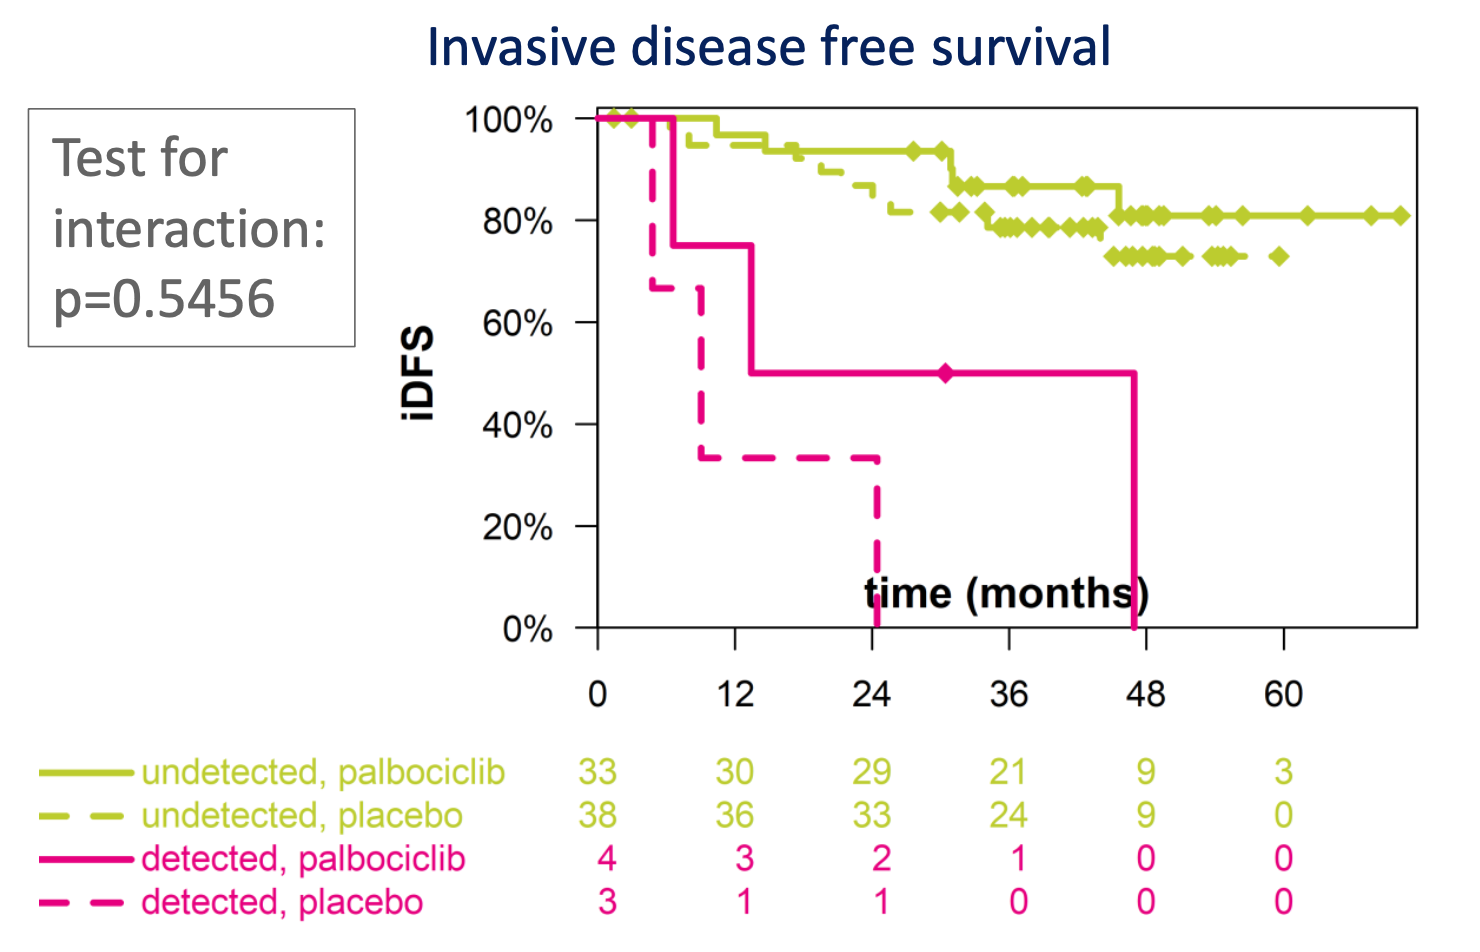 Invasive disease free survival
Test for
interaction:
p=0.5456
iDFS
100%
80%
60%
40%
20%
0%
time (months)
0 12 24 36 48 60
undetected, palbociclib 33 30 29 21 9 3
undetected, placebo 38 36 33 24 9 0
detected, palbociclib 4 3 2 1 0 0
detected, placebo 3 1 1 0 0 0